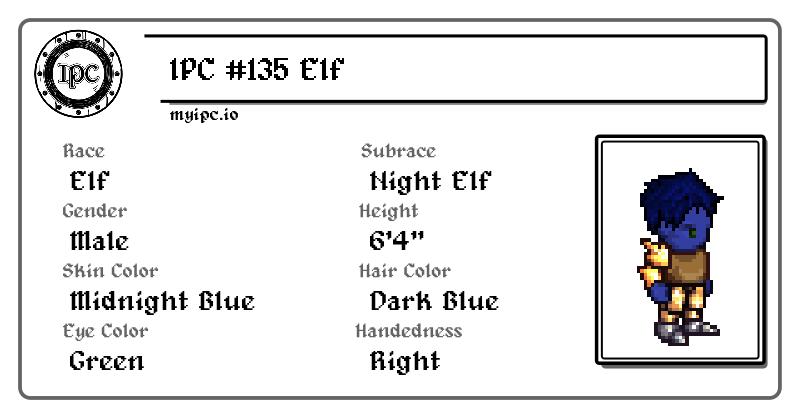 IPC
IPC #135 Elf
myipc.io
Race
Elf
Subrace
Night Elf
Gender
Male
Height
6'4"
Skin Color
Midnight Blue
Hair Color
Dark Blue
Eye Color
Green
Handedness
Right